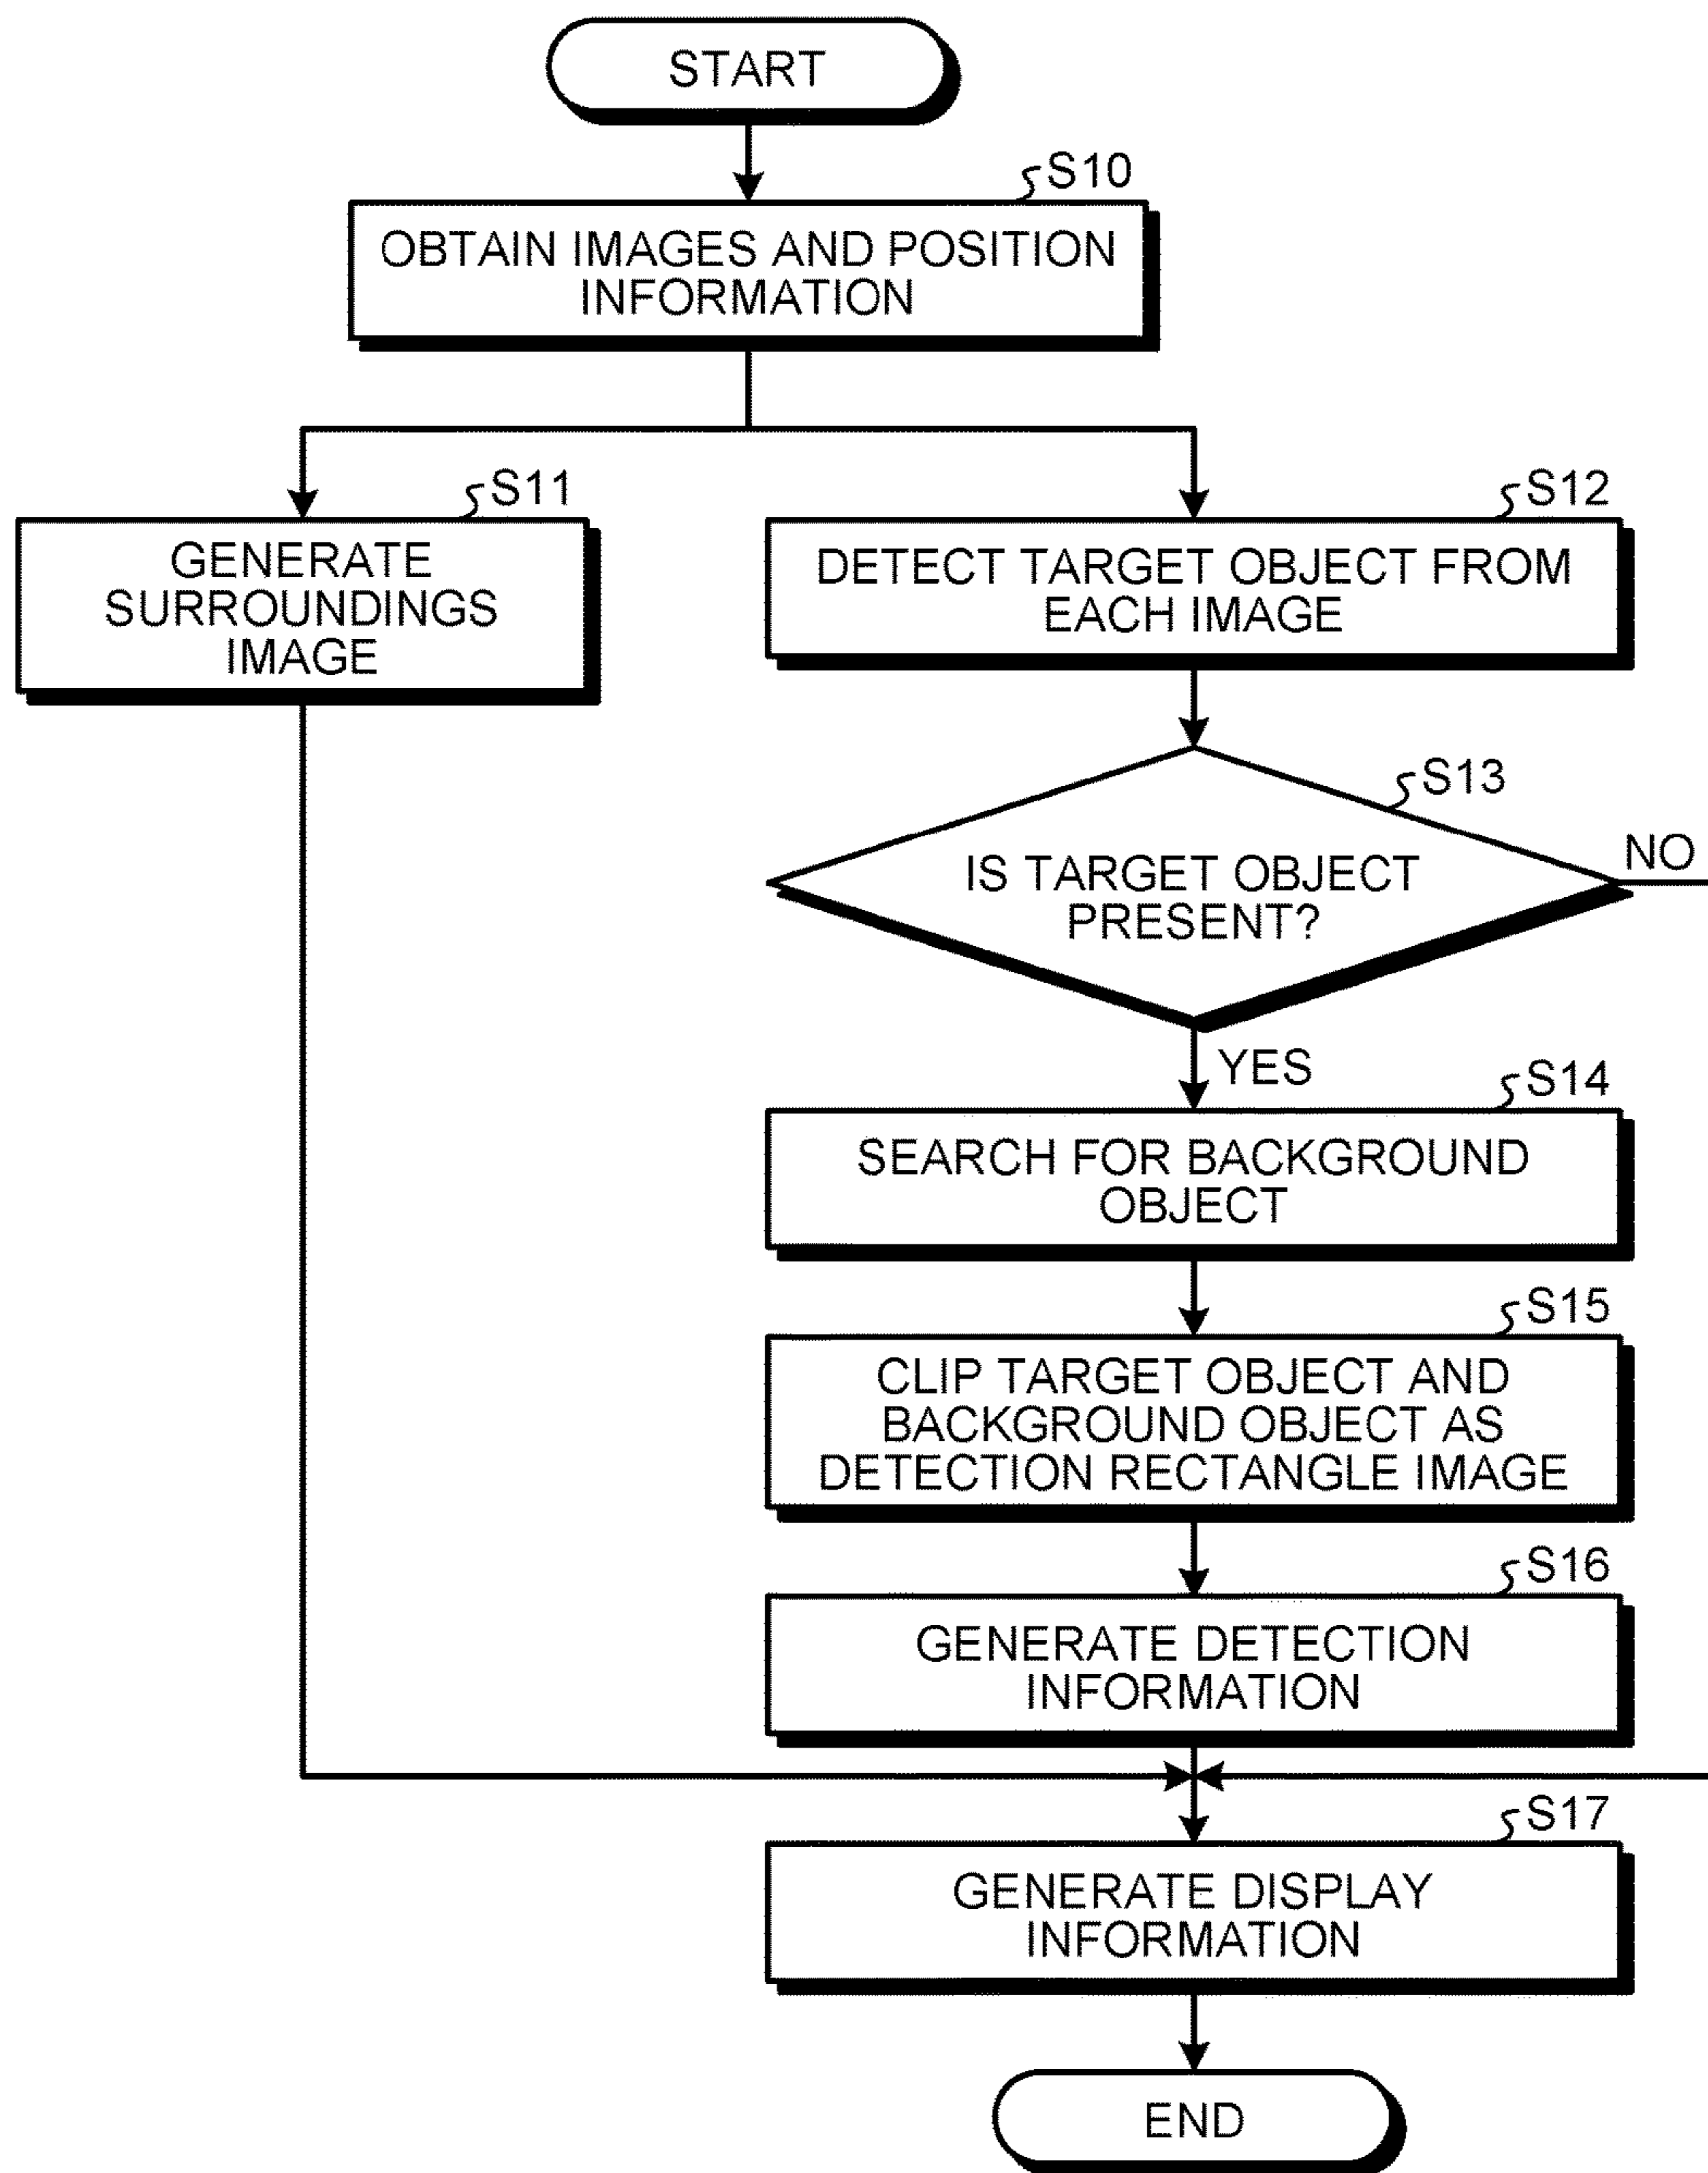 START
S10
OBTAIN IMAGES AND POSITION
INFORMATION
S11
GENERATE
SURROUNDINGS
IMAGE
S12
DETECT TARGET OBJECT FROM
EACH IMAGE
S13
IS TARGET OBJECT
PRESENT?
NO
YES
S14
SEARCH FOR BACKGROUND
OBJECT
S15
CLIP TARGET OBJECT AND
BACKGROUND OBJECT AS
DETECTION RECTANGLE IMAGE
S16
GENERATE DETECTION
INFORMATION
S17
GENERATE DISPLAY
INFORMATION
END